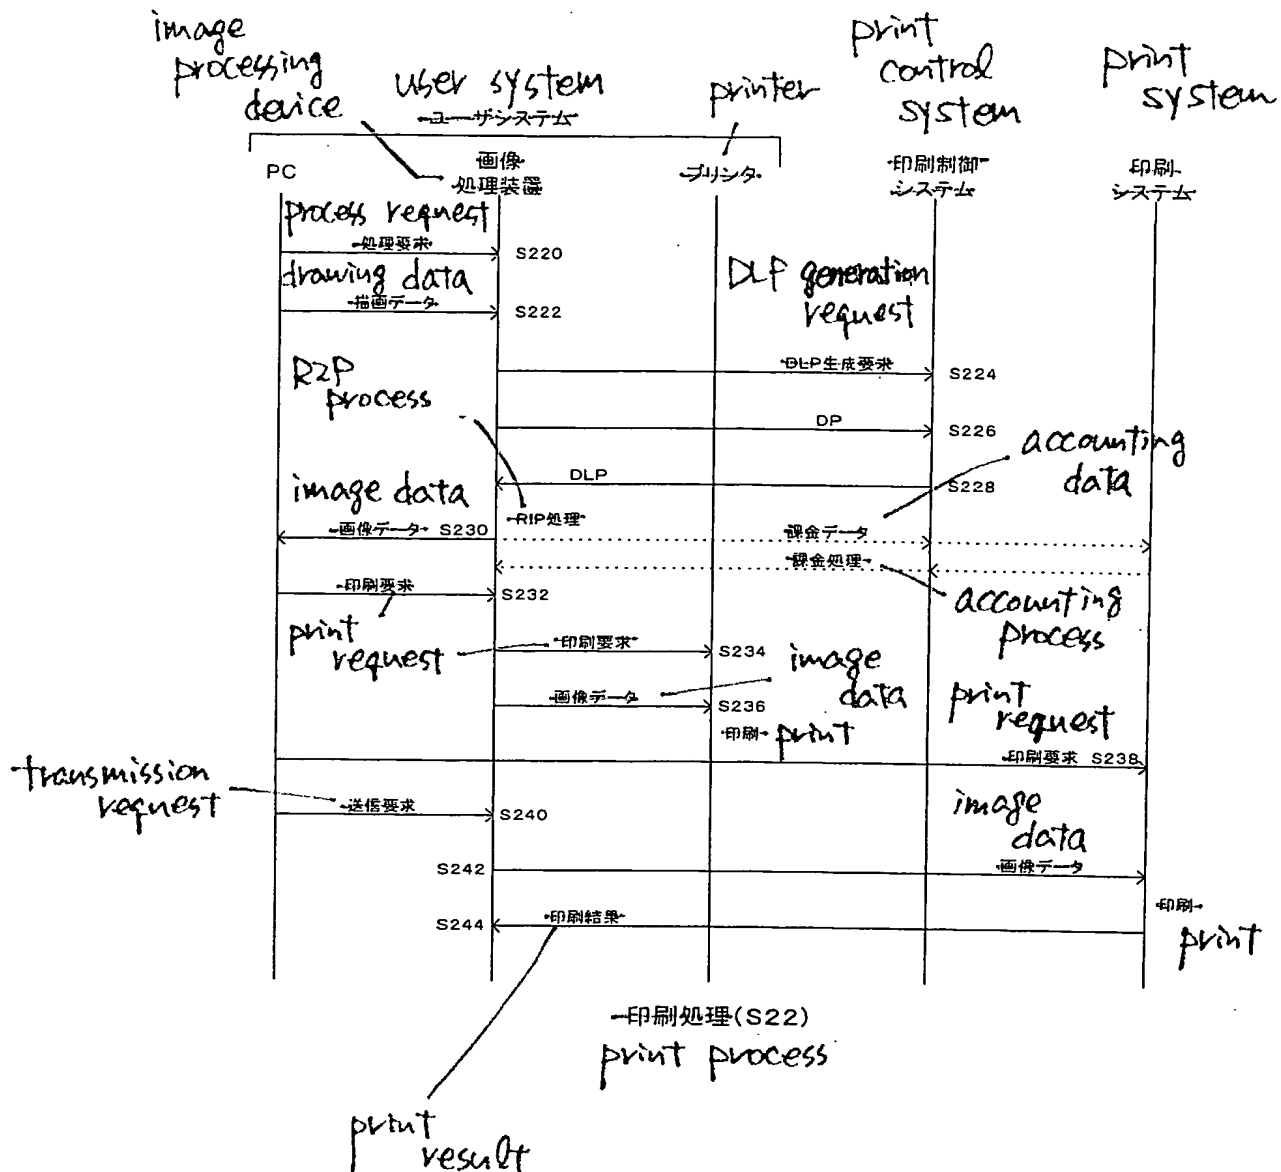 image
processing
device
user system
printer
print
control
system
print
system
ユーザシステム
PC
画像
処理装置
プリンタ
印刷制御
システム
印刷
システム
process request
処理要求
S220
drawing data
描画データ
S222
DLP generation
request
DLP生成要求
S224
R2P
process
DP
S226
accounting
data
DLP
S228
image data
RIP処理
画像データ S230
課金データ
課金処理
印刷要求
S232
accounting
process
print
request
印刷要求
S234
image
data
画像データ
S236
print
request
印刷
print
印刷要求 S238
transmission
request
送信要求
S240
image
data
S242
画像データ
S244
印刷結果
印刷
print
印刷処理(S22)
print process
print
result